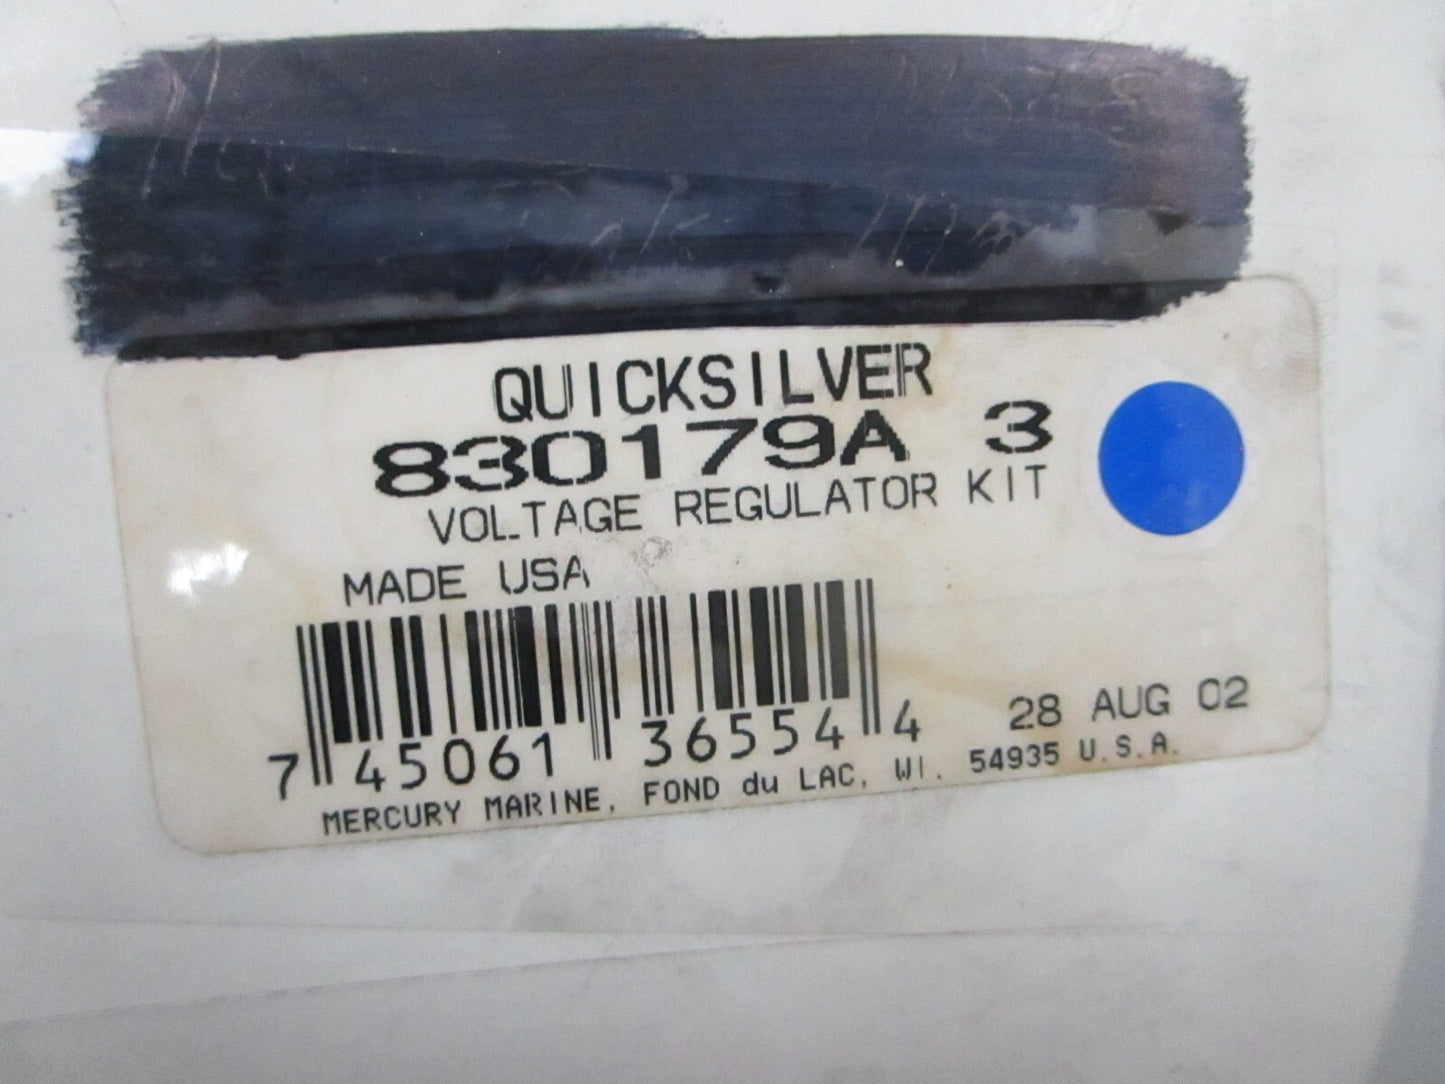 QUICKSILVER
830179A 3
VOLTAGE REGULATOR KIT
MADE USA
7 45061 36554 4
28 AUG 02
MERCURY MARINE, FOND du LAC, WI. 54935 U.S.A.